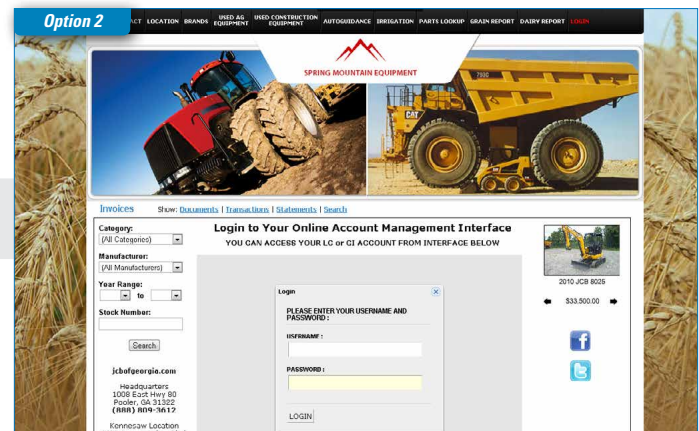 Option 2
ACT LOCATION BRANDS USED AG EQUIPMENT USED CONSTRUCTION EQUIPMENT AUTOGUIDANCE IRRIGATION PARTS LOOKUP GRAIN REPORT DAIRY REPORT LOGIN
SPRING MOUNTAIN EQUIPMENT
793C
CAT
Invoices Show: Documents | Transactions | Statements | Search
Category:
(All Categories)
Manufacturer:
(All Manufacturers)
Year Range:
to
Stock Number:
Search
jcbofgeorgia.com
Headquarters
1008 East Hwy 80
Pooler, GA 31322
(888) 809-3612
Kennesaw Location
Login to Your Online Account Management Interface
YOU CAN ACCESS YOUR LC or CI ACCOUNT FROM INTERFACE BELOW
Login
PLEASE ENTER YOUR USERNAME AND
PASSWORD :
USERNAME :
PASSWORD :
LOGIN
2010 JCB 8025
$33,500.00